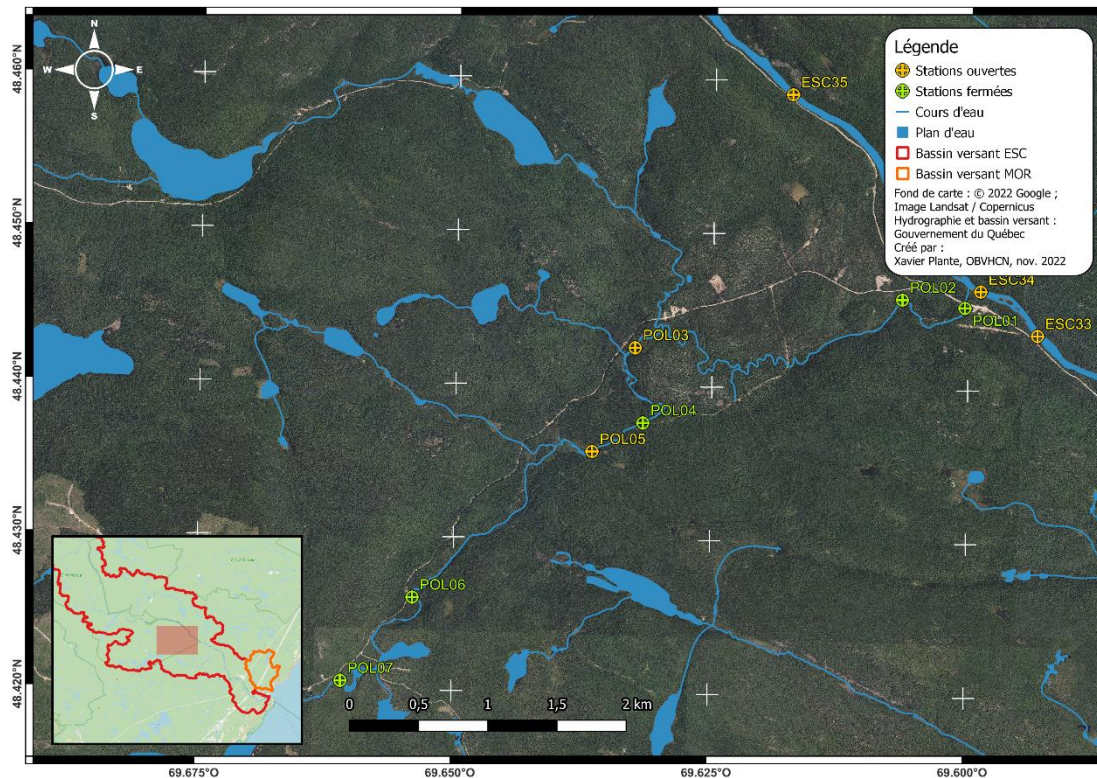 N
W E
S
48.460°N
48.450°N
48.440°N
48.430°N
48.420°N
ESC35
Légende
Stations ouvertes
Stations fermées
Cours d'eau
Plan d'eau
Bassin versant ESC
Bassin versant MOR
Fond de carte : © 2022 Google ;
Image Landsat / Copernicus
Hydrographie et bassin versant :
Gouvernement du Québec
Créé par :
Xavier Plante, OBVHCN, nov. 2022
ESC34
POL02
POL01
ESC33
POL03
POL04
POL05
POL06
POL07
0 0,5 1 1,5 2 km
69.675°O 69.650°O 69.625°O 69.600°O